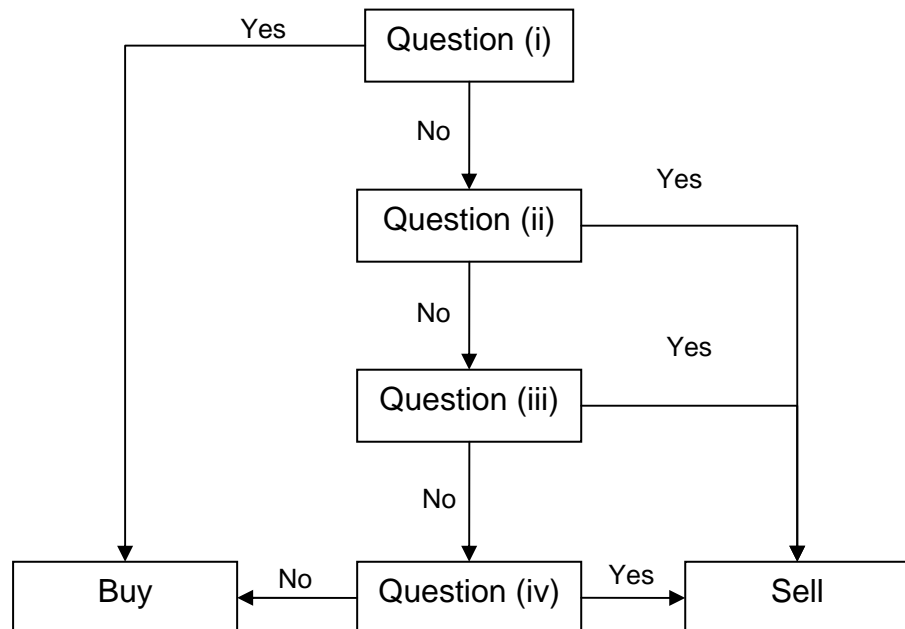 Yes
Question (i)
No
Yes
Question (ii)
No
Yes
Question (iii)
No
Buy
No
Question (iv)
Yes
Sell